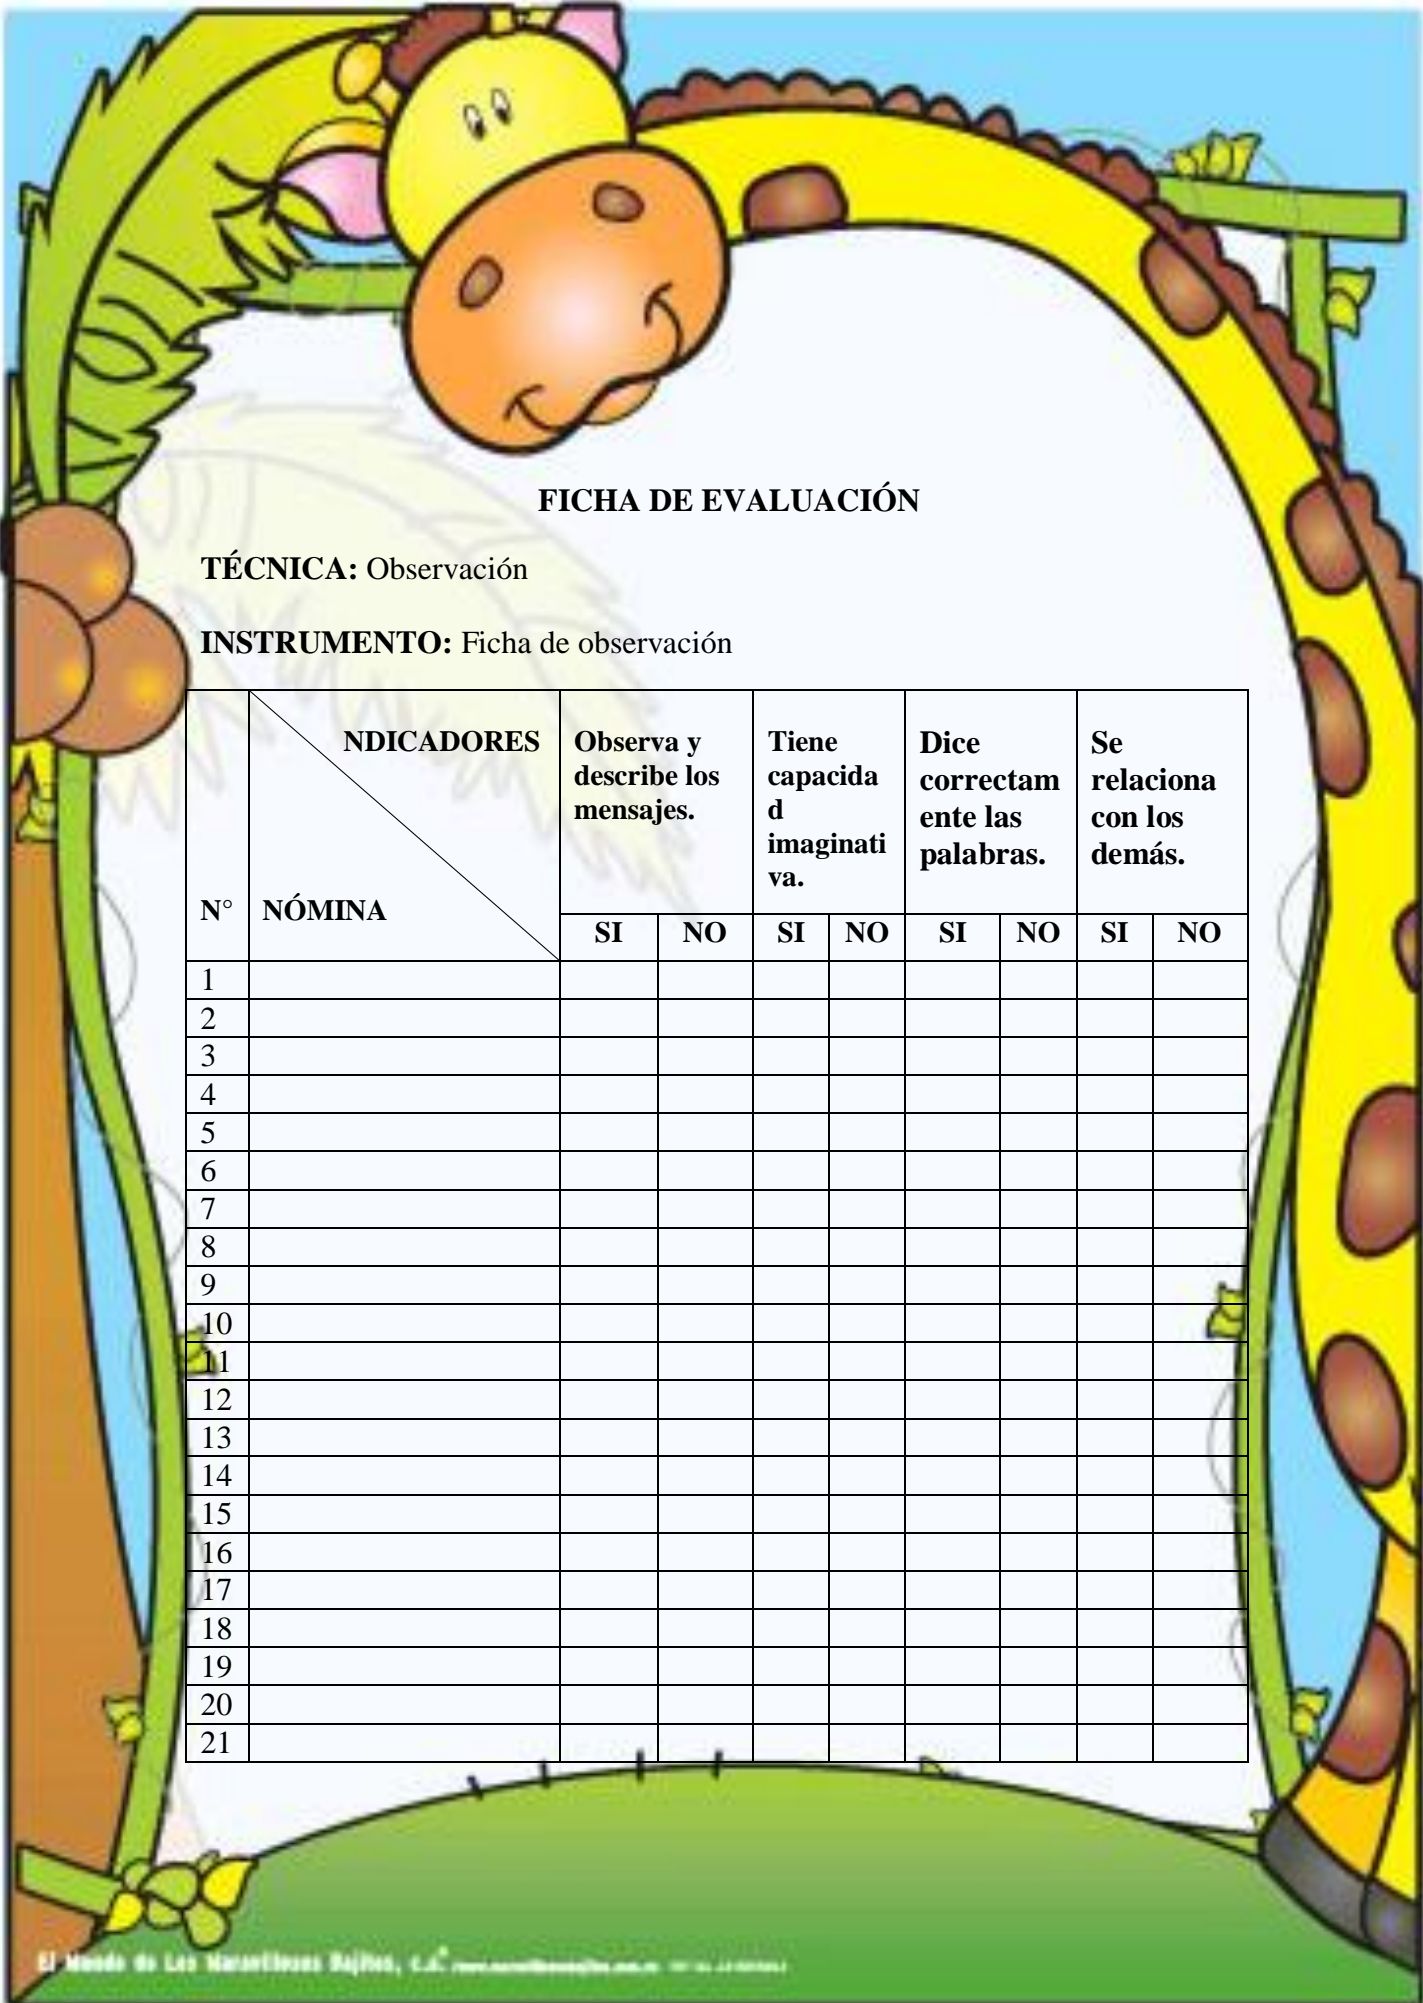 FICHA DE EVALUACIÓN
TÉCNICA: Observación
INSTRUMENTO: Ficha de observación
NDICADORES
N° NÓMINA
Observa y
describe los
mensajes.
Tiene
capacida
d
imaginati
va.
Dice
correctam
ente las
palabras.
Se
relaciona
con los
demás.
SI NO SI NO SI NO SI NO
1
2
3
4
5
6
7
8
9
10
11
12
13
14
15
16
17
18
19
20
21
El Mundo de Los Maravillosos Bajitos, c.a.